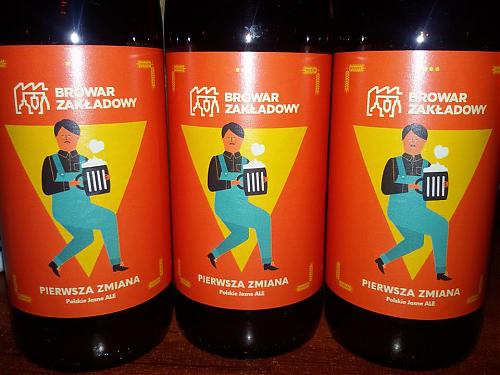 BROWAR
ZAKŁADOWY
PIERWSZA ZMIANA
Polskie Jasne ALE
BROWAR
ZAKŁADOWY
PIERWSZA ZMIANA
Polskie Jasne ALE
BROWAR
ZAKŁADOWY
PIERWSZA ZMIANA
Polskie Jasne ALE